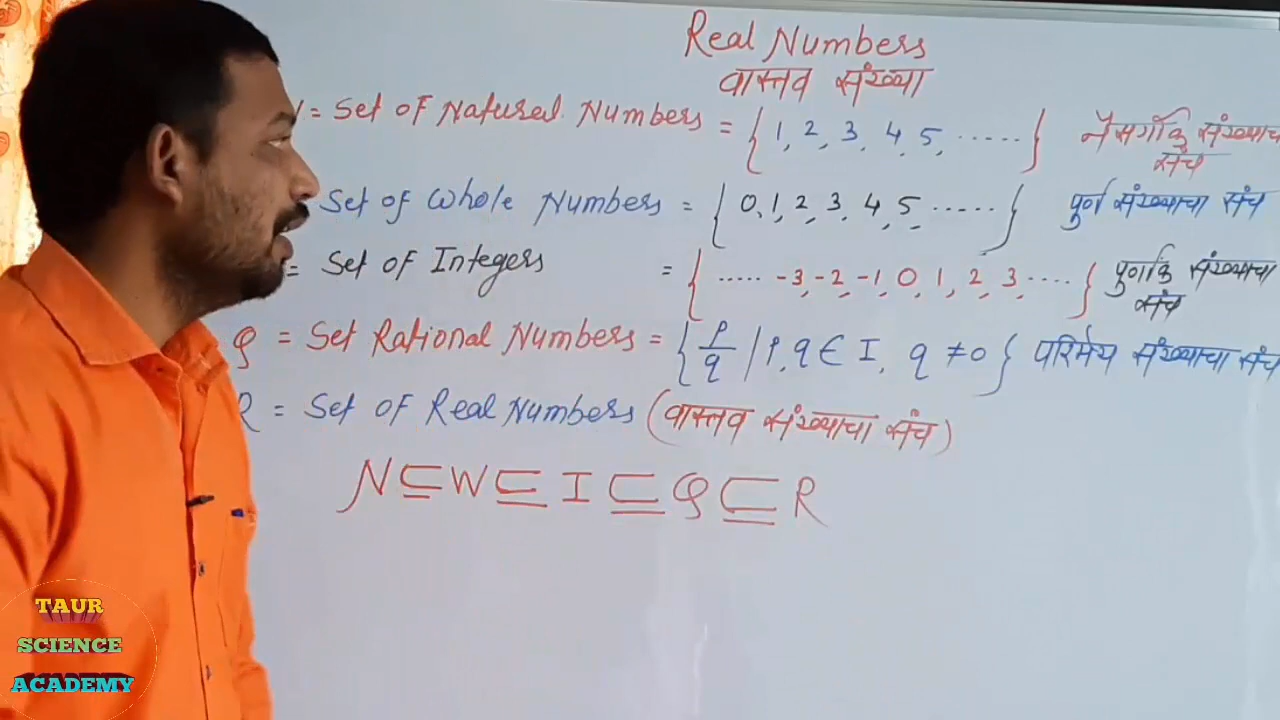 Real Numbers
वास्तव संख्या
= Set of Natural Numbers = { 1, 2, 3, 4, 5, ...... } नैसर्गिक संख्याच
संच
Set of Whole Numbers = { 0, 1, 2, 3, 4, 5, ...... } पुर्ण संख्याचा संच
= Set of Integers = { ..... -3, -2, -1, 0, 1, 2, 3, .... } पुर्णांक संख्याचा
संच
Q = Set Rational Numbers = { p/q / p, q ∈ I, q ≠ 0 } परिमेय संख्याचा संच
R = Set of Real Numbers (वास्तव संख्याचा संच)
N ⊆ W ⊆ I ⊆ Q ⊆ R
TAUR
SCIENCE
ACADEMY